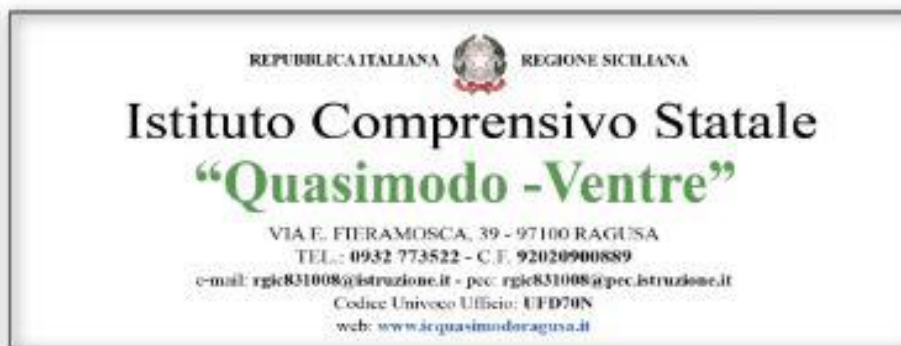 REPUBBLICA ITALIANA REGIONE SICILIANA
Istituto Comprensivo Statale
“Quasimodo -Ventre”
VIA E. FIERAMOSCA, 39 - 97100 RAGUSA
TEL.: 0932 773522 - C.F. 92020900889
e-mail: rgic831008@istruzione.it - pec: rgic831008@pec.istruzione.it
Codice Univoco Ufficio: UFD70N
web: www.icquasimodoragusa.it